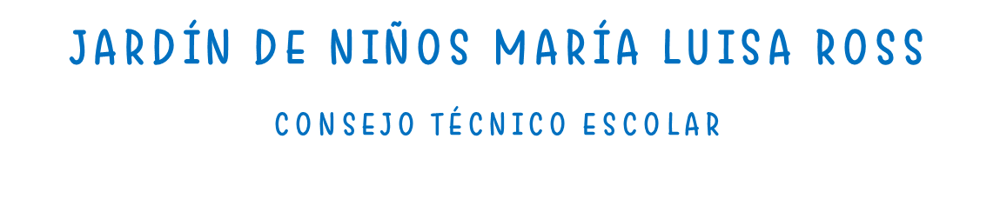 JARDÍN DE NIÑOS MARÍA LUISA ROSS
CONSEJO TÉCNICO ESCOLAR